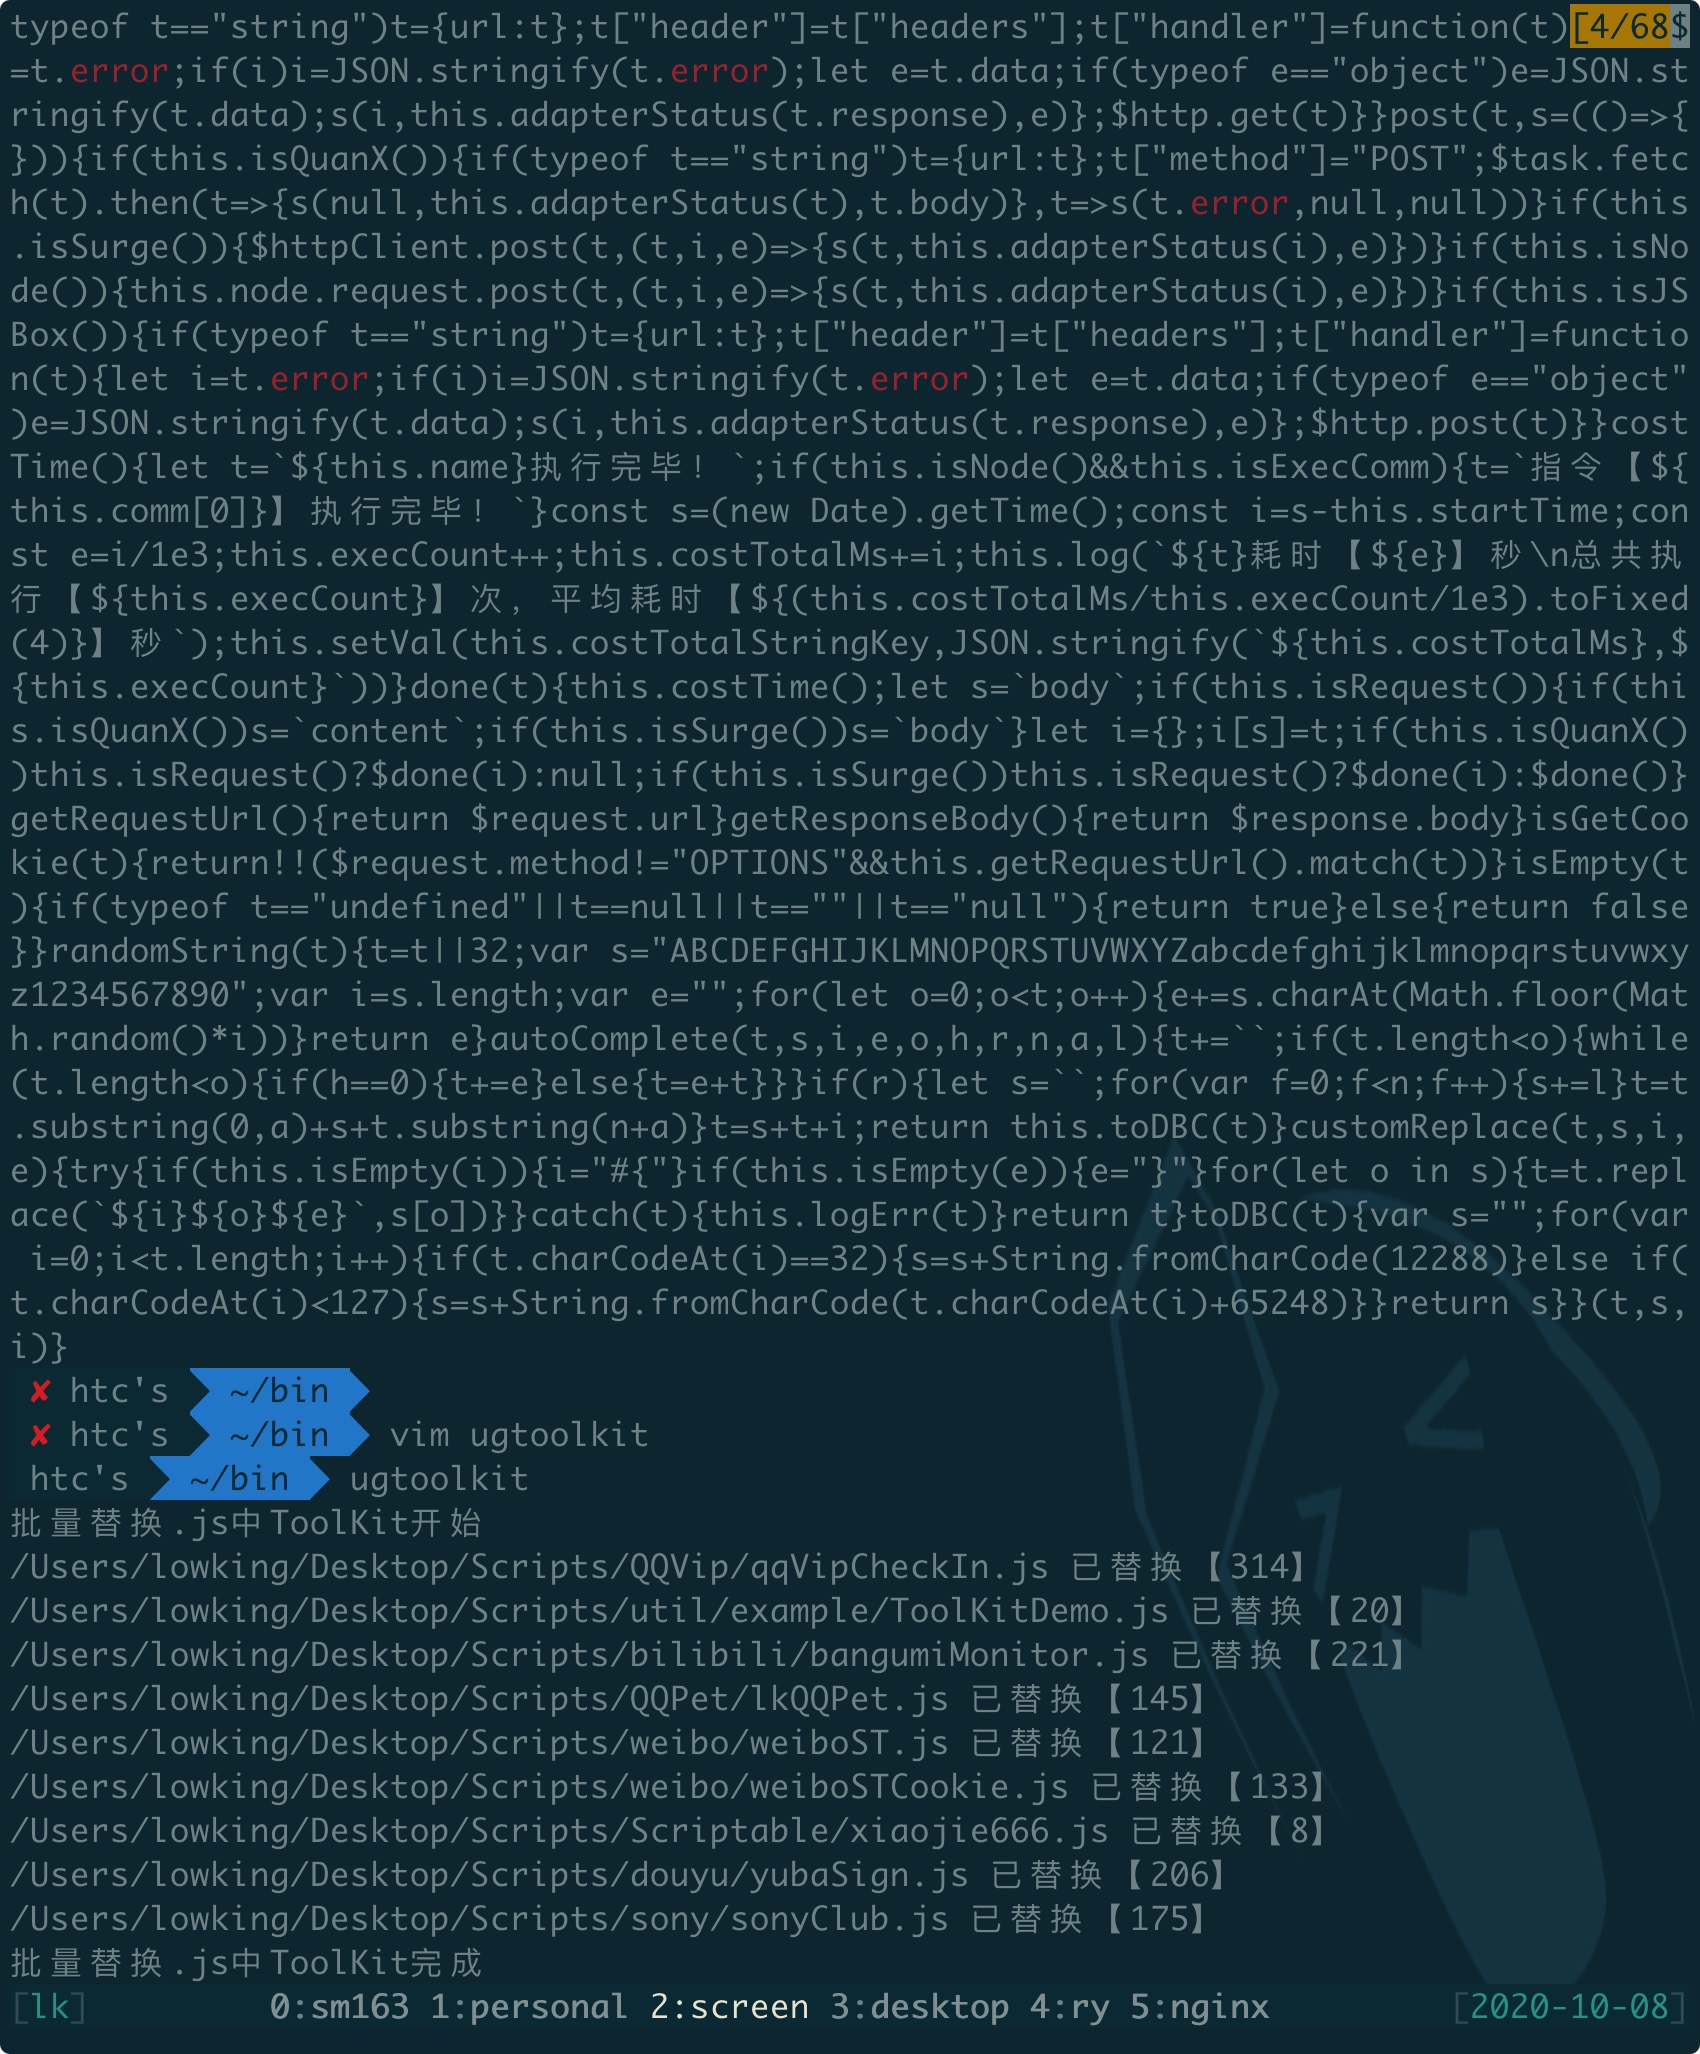 typeof t=="string")t={url:t};t["header"]=t["headers"];t["handler"]=function(t)[4/68$
=t.error;if(i)i=JSON.stringify(t.error);let e=t.data;if(typeof e=="object")e=JSON.st
ringify(t.data);s(i,this.adapterStatus(t.response),e)};$http.get(t)}}post(t,s=(()=>{
})){if(this.isQuanX()){if(typeof t=="string")t={url:t};t["method"]="POST";$task.fetc
h(t).then(t=>{s(null,this.adapterStatus(t),t.body)},t=>s(t.error,null,null))}if(this
.isSurge()){$httpClient.post(t,(t,i,e)=>{s(t,this.adapterStatus(i),e)})}if(this.isNo
de()){this.node.request.post(t,(t,i,e)=>{s(t,this.adapterStatus(i),e)})}if(this.isJS
Box()){if(typeof t=="string")t={url:t};t["header"]=t["headers"];t["handler"]=functio
n(t){let i=t.error;if(i)i=JSON.stringify(t.error);let e=t.data;if(typeof e=="object"
)e=JSON.stringify(t.data);s(i,this.adapterStatus(t.response),e)};$http.post(t)}}cost
Time(){let t=`${this.name}执行完毕！`;if(this.isNode()&&this.isExecComm){t=`指令【${
this.comm[0]}】执行完毕！`}const s=(new Date).getTime();const i=s-this.startTime;con
st e=i/1e3;this.execCount++;this.costTotalMs+=i;this.log(`${t}耗时【${e}】秒\n总共执
行【${this.execCount}】次，平均耗时【${(this.costTotalMs/this.execCount/1e3).toFixed
(4)}】秒`);this.setVal(this.costTotalStringKey,JSON.stringify(`${this.costTotalMs},$
{this.execCount}`))}done(t){this.costTime();let s=`body`;if(this.isRequest()){if(thi
s.isQuanX())s=`content`;if(this.isSurge())s=`body`}let i={};i[s]=t;if(this.isQuanX()
)this.isRequest()?$done(i):null;if(this.isSurge())this.isRequest()?$done(i):$done()}
getRequestUrl(){return $request.url}getResponseBody(){return $response.body}isGetCoo
kie(t){return!!($request.method!="OPTIONS"&&this.getRequestUrl().match(t))}isEmpty(t
){if(typeof t=="undefined"||t==null||t==""||t=="null"){return true}else{return false
}}randomString(t){t=t||32;var s="ABCDEFGHIJKLMNOPQRSTUVWXYZabcdefghijklmnopqrstuvwxy
z1234567890";var i=s.length;var e="";for(let o=0;o<t;o++){e+=s.charAt(Math.floor(Mat
h.random()*i))}return e}autoComplete(t,s,i,e,o,h,r,n,a,l){t+=``;if(t.length<o){while
(t.length<o){if(h==0){t+=e}else{t=e+t}}}if(r){let s=``;for(var f=0;f<n;f++){s+=l}t=t
.substring(0,a)+s+t.substring(n+a)}t=s+t+i;return this.toDBC(t)}customReplace(t,s,i,
e){try{if(this.isEmpty(i)){i="#{"}if(this.isEmpty(e)){e="}"}for(let o in s){t=t.repl
ace(`${i}${o}${e}`,s[o])}}catch(t){this.logErr(t)}return t}toDBC(t){var s="";for(var
 i=0;i<t.length;i++){if(t.charCodeAt(i)==32){s=s+String.fromCharCode(12288)}else if(
t.charCodeAt(i)<127){s=s+String.fromCharCode(t.charCodeAt(i)+65248)}}return s}}(t,s,
i)}
✘ htc's ~/bin
✘ htc's ~/bin vim ugtoolkit
htc's ~/bin ugtoolkit
批量替换.js中ToolKit开始
/Users/lowking/Desktop/Scripts/QQVip/qqVipCheckIn.js 已替换【314】
/Users/lowking/Desktop/Scripts/util/example/ToolKitDemo.js 已替换【20】
/Users/lowking/Desktop/Scripts/bilibili/bangumiMonitor.js 已替换【221】
/Users/lowking/Desktop/Scripts/QQPet/lkQQPet.js 已替换【145】
/Users/lowking/Desktop/Scripts/weibo/weiboST.js 已替换【121】
/Users/lowking/Desktop/Scripts/weibo/weiboSTCookie.js 已替换【133】
/Users/lowking/Desktop/Scripts/Scriptable/xiaojie666.js 已替换【8】
/Users/lowking/Desktop/Scripts/douyu/yubaSign.js 已替换【206】
/Users/lowking/Desktop/Scripts/sony/sonyClub.js 已替换【175】
批量替换.js中ToolKit完成
[lk] 0:sm163 1:personal 2:screen 3:desktop 4:ry 5:nginx [2020-10-08]